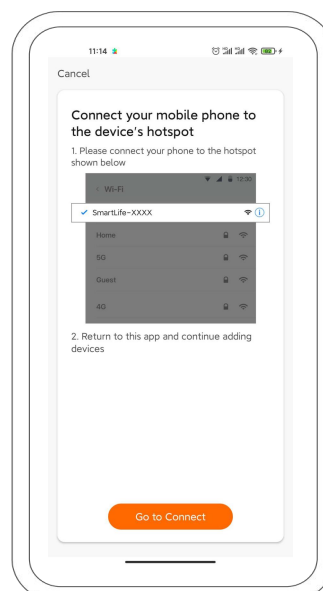 11:14
Cancel
Connect your mobile phone to
the device's hotspot
1. Please connect your phone to the hotspot
shown below
12:30
< Wi-Fi
SmartLife-XXXX
Home
5G
Guest
4G
2. Return to this app and continue adding
devices
Go to Connect